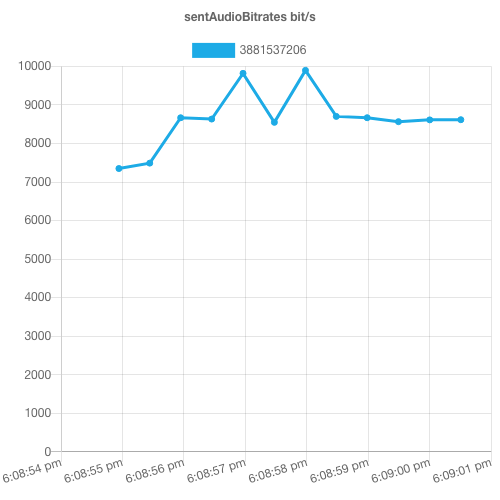 sentAudioBitrates bit/s
3881537206
10000
9000
8000
7000
6000
5000
4000
3000
2000
1000
0
6:08:54 pm
6:08:55 pm
6:08:56 pm
6:08:57 pm
6:08:58 pm
6:08:59 pm
6:09:00 pm
6:09:01 pm